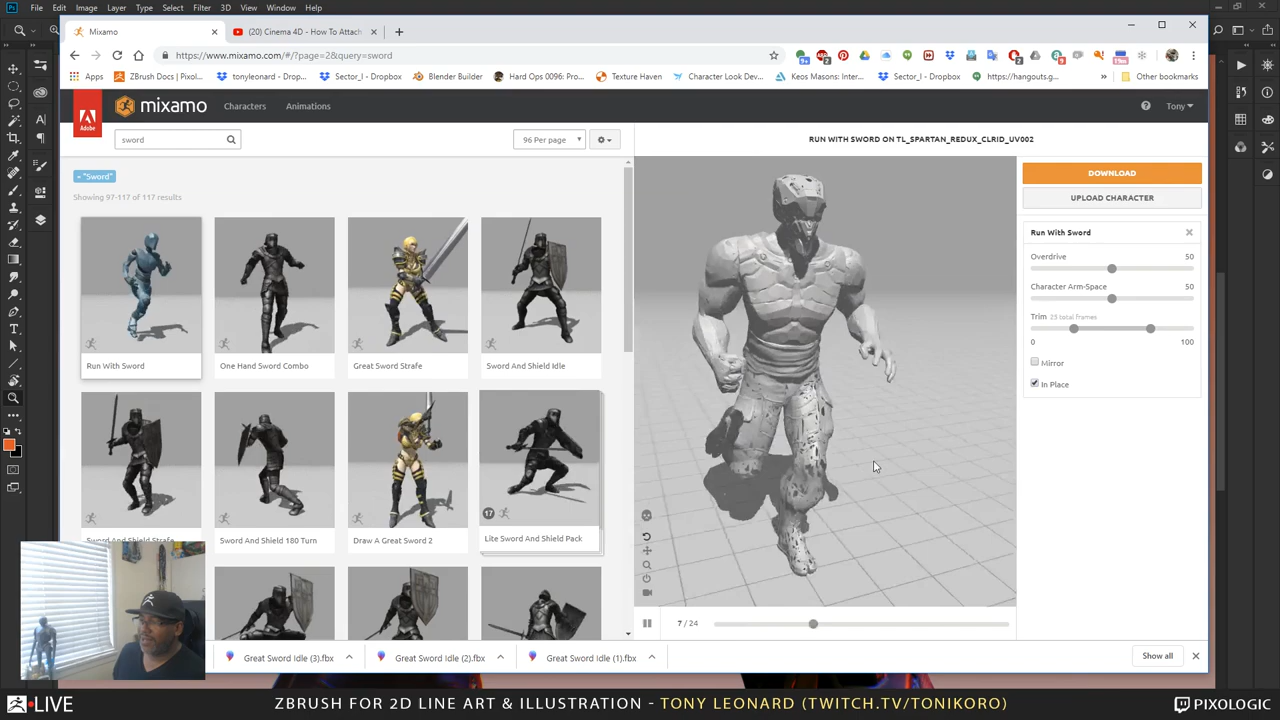 File Edit Image Layer Type Select Filter 3D View Window Help
Mixamo
(20) Cinema 4D - How To Attach
https://www.mixamo.com/#/?page=2&query=sword
Apps ZBrush Docs | Pixol... tonyleonard - Drop... Sector_I - Dropbox Blender Builder Hard Ops 0096: Pro... Texture Haven Character Look Dev... Keos Masons: Inter... Sector_I - Dropbox https://hangouts.g... » Other bookmarks
Adobe
mixamo Characters Animations Tony
sword 96 Per page RUN WITH SWORD ON TL_SPARTAN_REDUX_CLRID_UV002
"Sword"
Showing 97-117 of 117 results
DOWNLOAD
UPLOAD CHARACTER
Run With Sword
Overdrive 50
Character Arm-Space 50
Trim 25 total frames
0 100
Mirror
In Place
Run With Sword One Hand Sword Combo Great Sword Strafe Sword And Shield Idle
17
Sword And Shield Strafe Sword And Shield 180 Turn Draw A Great Sword 2 Lite Sword And Shield Pack
7 / 24
Great Sword Idle (3).fbx Great Sword Idle (2).fbx Great Sword Idle (1).fbx Show all
LIVE ZBRUSH FOR 2D LINE ART & ILLUSTRATION - TONY LEONARD (TWITCH.TV/TONIKORO) PIXOLOGIC